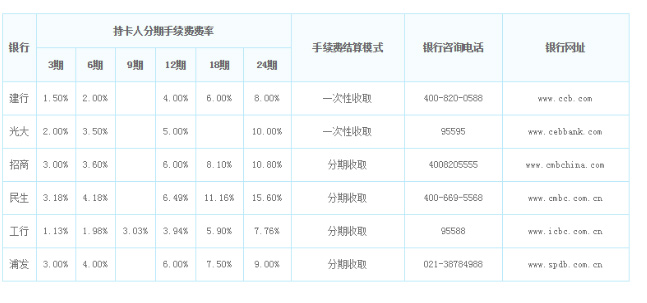 银行 持卡人分期手续费费率 手续费结算模式 银行咨询电话 银行网址
3期 6期 9期 12期 18期 24期
建行 1.50% 2.00% 4.00% 6.00% 8.00% 一次性收取 400-820-0588 www.ccb.com
光大 2.00% 3.50% 5.00% 10.00% 一次性收取 95595 www.cebbank.com
招商 3.00% 3.60% 6.00% 8.10% 10.80% 分期收取 4008205555 www.cmbchina.com
民生 3.18% 4.18% 6.49% 11.16% 15.60% 分期收取 400-669-5568 www.cmbc.com.cn
工行 1.13% 1.98% 3.03% 3.94% 5.90% 7.76% 分期收取 95588 www.icbc.com.cn
浦发 3.00% 4.00% 6.00% 7.50% 9.00% 分期收取 021-38784988 www.spdb.com.cn